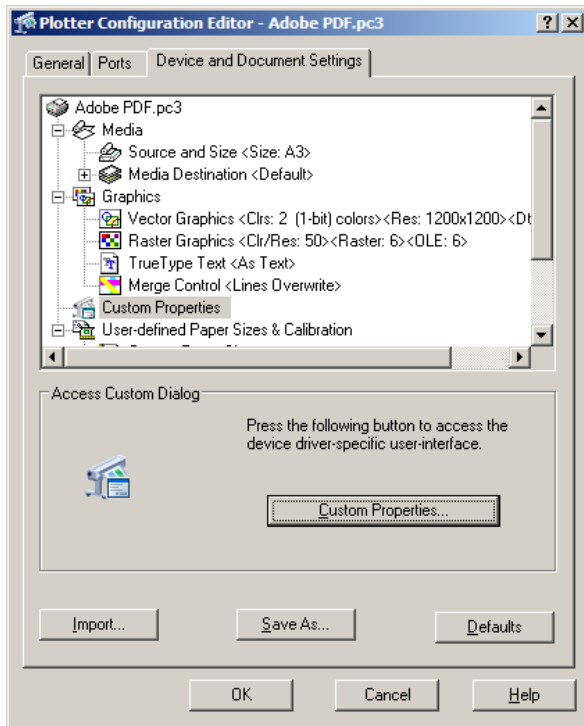 Plotter Configuration Editor - Adobe PDF.pc3
General Ports Device and Document Settings
Adobe PDF.pc3
Media
Source and Size <Size: A3>
Media Destination <Default>
Graphics
Vector Graphics <Clrs: 2 (1-bit) colors><Res: 1200x1200><Dt
Raster Graphics <Clr/Res: 50><Raster: 6><OLE: 6>
TrueType Text <As Text>
Merge Control <Lines Overwrite>
Custom Properties
User-defined Paper Sizes & Calibration
Access Custom Dialog
Press the following button to access the
device driver-specific user-interface.
Custom Properties...
Import... Save As... Defaults
OK Cancel Help